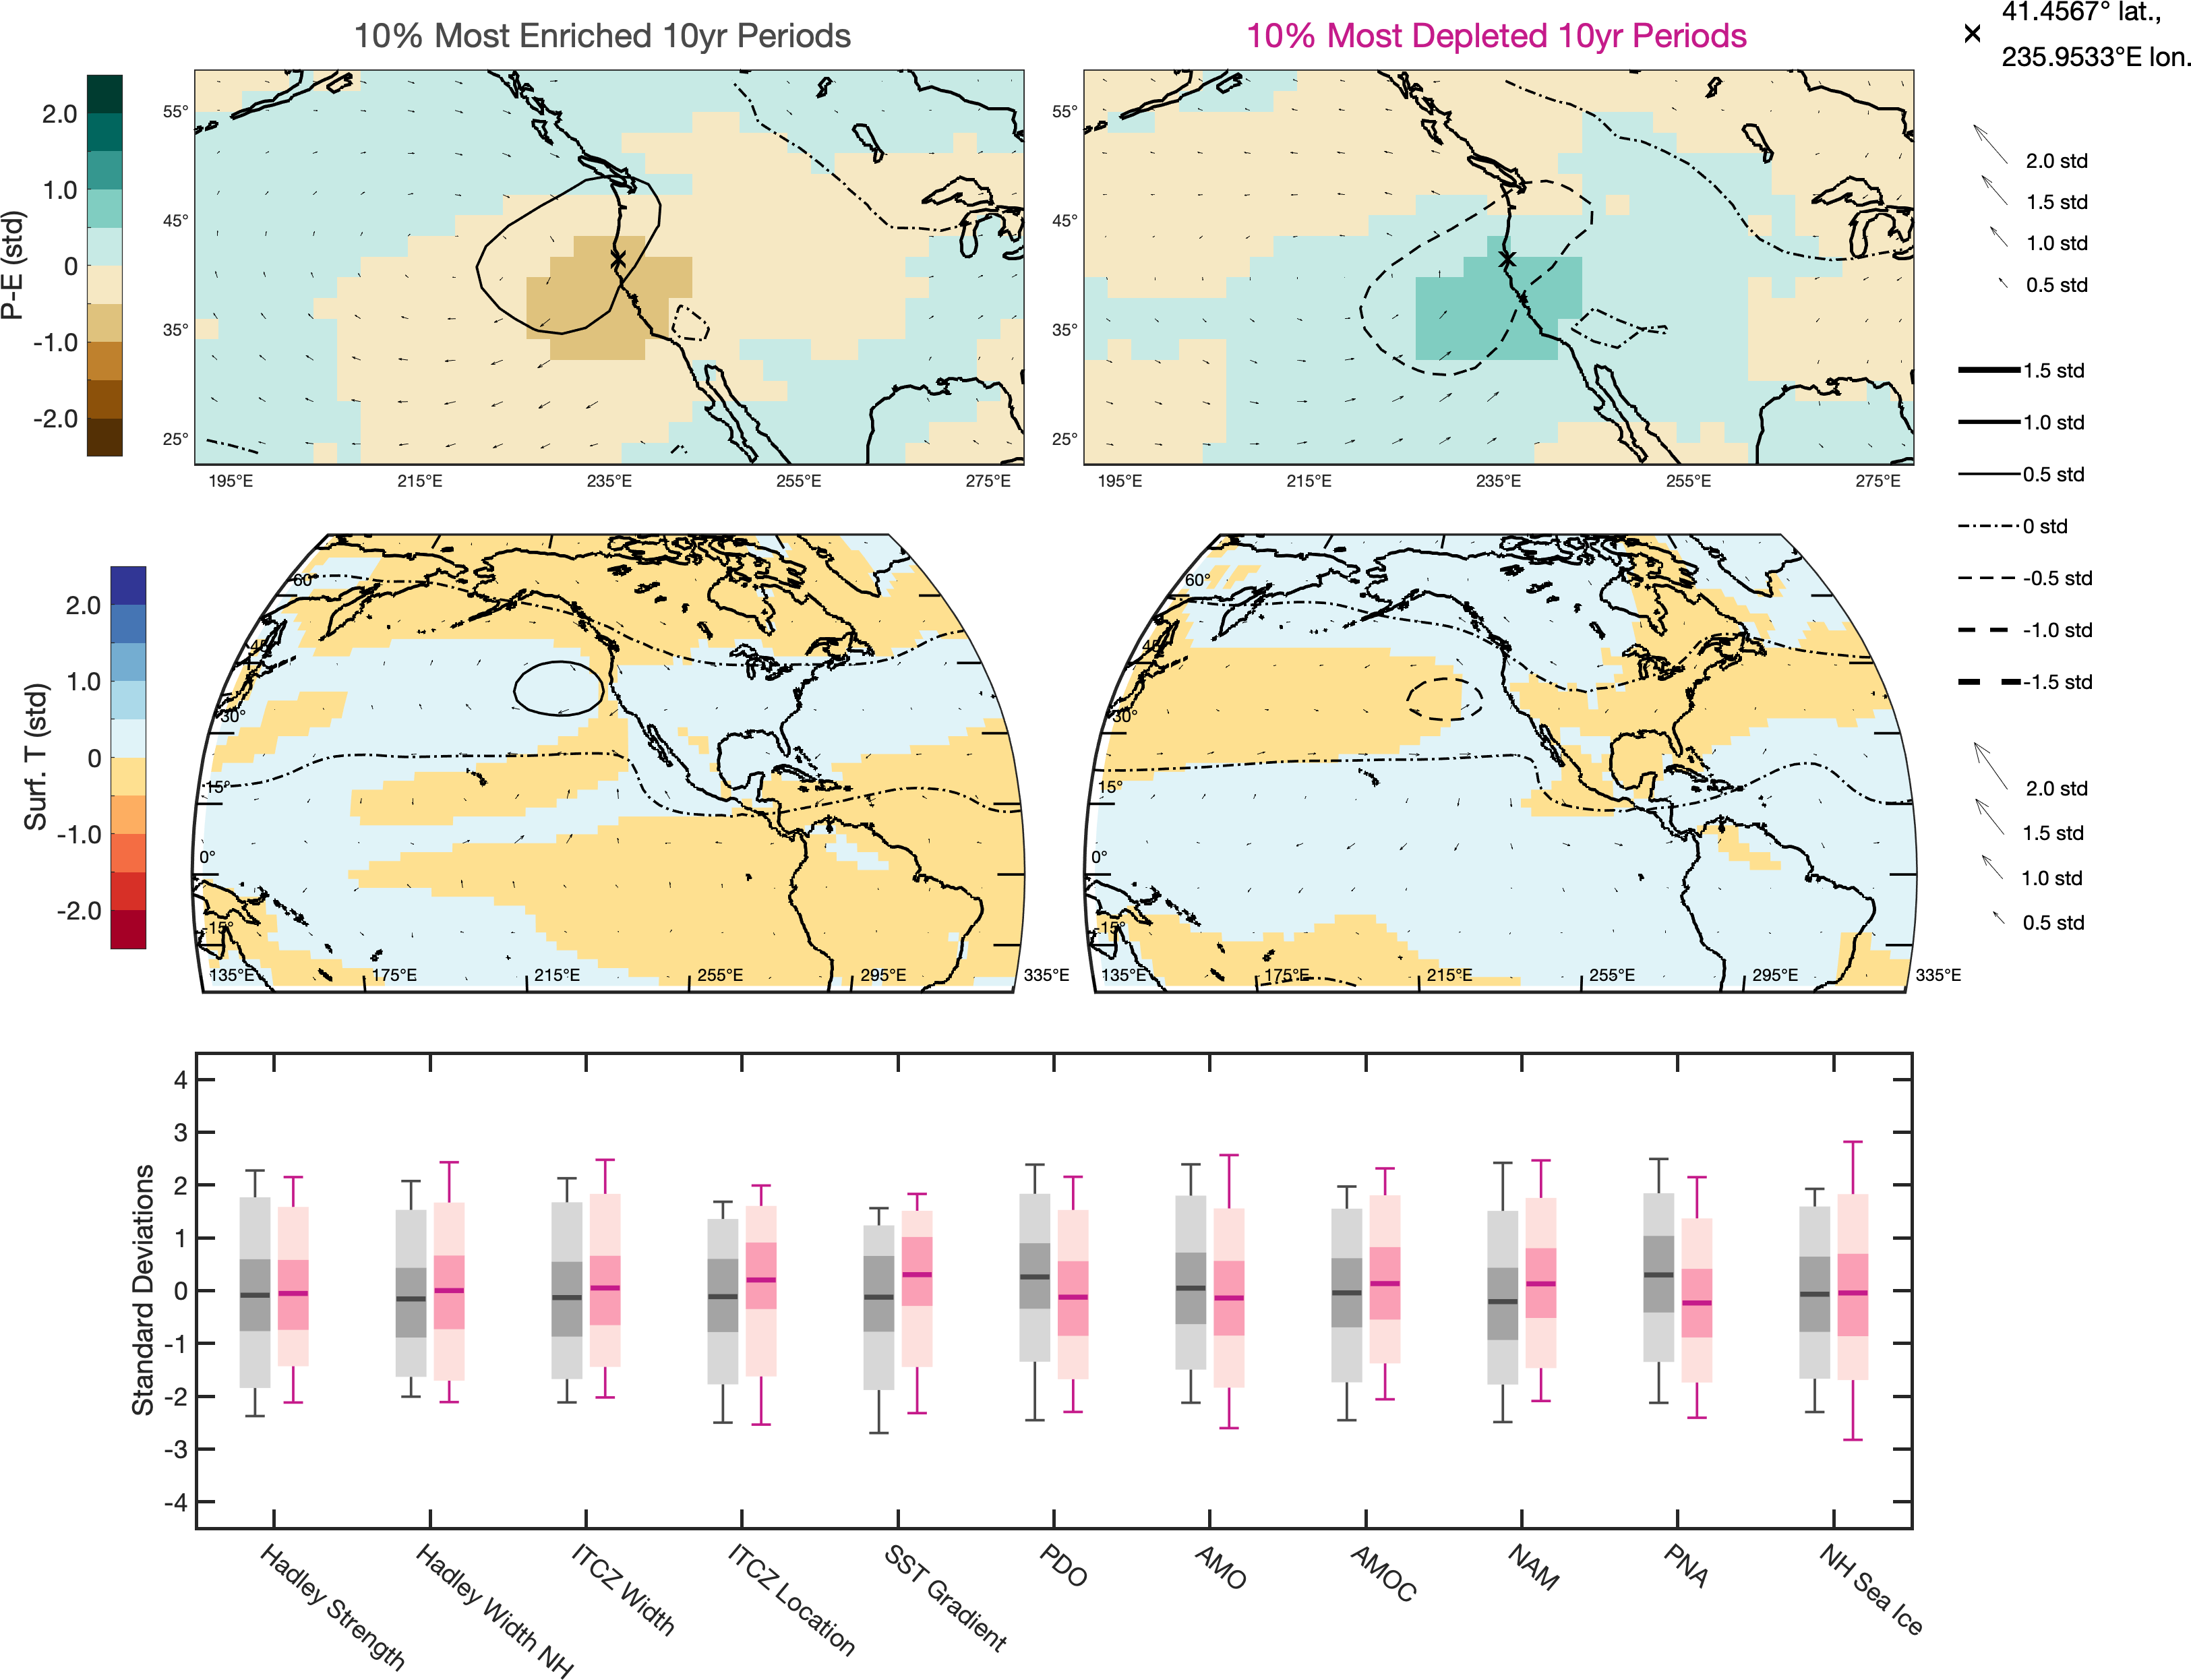 10% Most Enriched 10yr Periods
10% Most Depleted 10yr Periods
41.4567° lat.,
235.9533°E lon.
P-E (std)
2.0
1.0
0
-1.0
-2.0
55°
45°
35°
25°
195°E
215°E
235°E
255°E
275°E
55°
45°
35°
25°
195°E
215°E
235°E
255°E
275°E
2.0 std
1.5 std
1.0 std
0.5 std
1.5 std
1.0 std
0.5 std
0 std
-0.5 std
-1.0 std
-1.5 std
Surf. T (std)
2.0
1.0
0
-1.0
-2.0
60°
45°
30°
15°
0°
-15°
135°E
175°E
215°E
255°E
295°E
335°E
60°
45°
30°
15°
0°
-15°
135°E
175°E
215°E
255°E
295°E
335°E
2.0 std
1.5 std
1.0 std
0.5 std
Standard Deviations
4
3
2
1
0
-1
-2
-3
-4
Hadley Strength
Hadley Width NH
ITCZ Width
ITCZ Location
SST Gradient
PDO
AMO
AMOC
NAM
PNA
NH Sea Ice